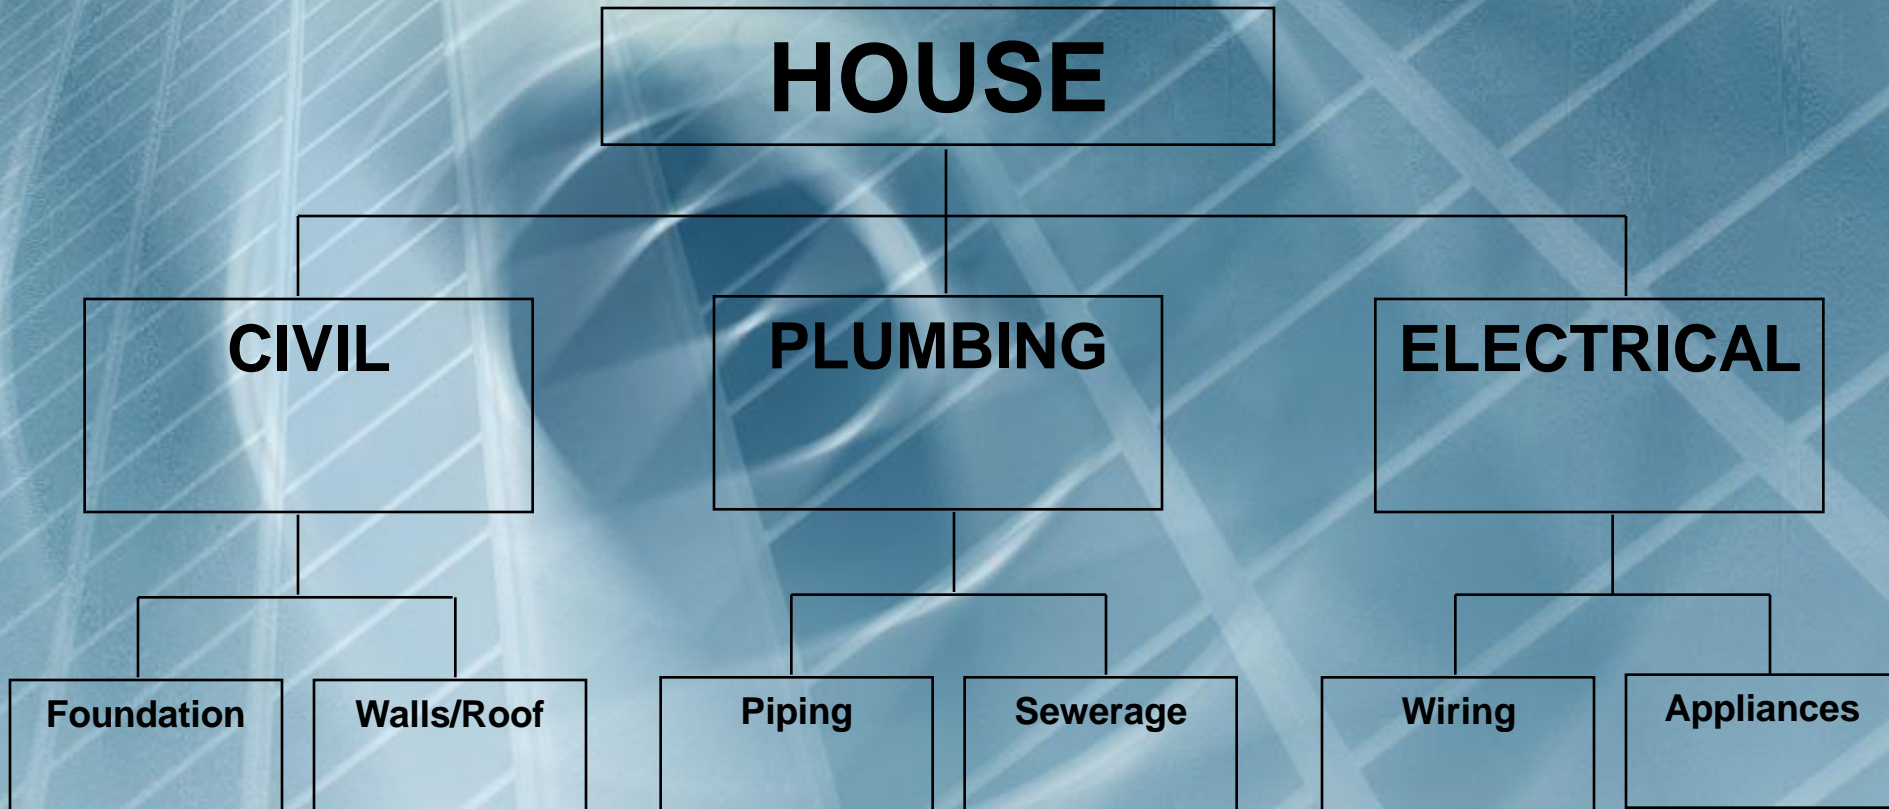 HOUSE
CIVIL
PLUMBING
ELECTRICAL
Foundation
Walls/Roof
Piping
Sewerage
Wiring
Appliances